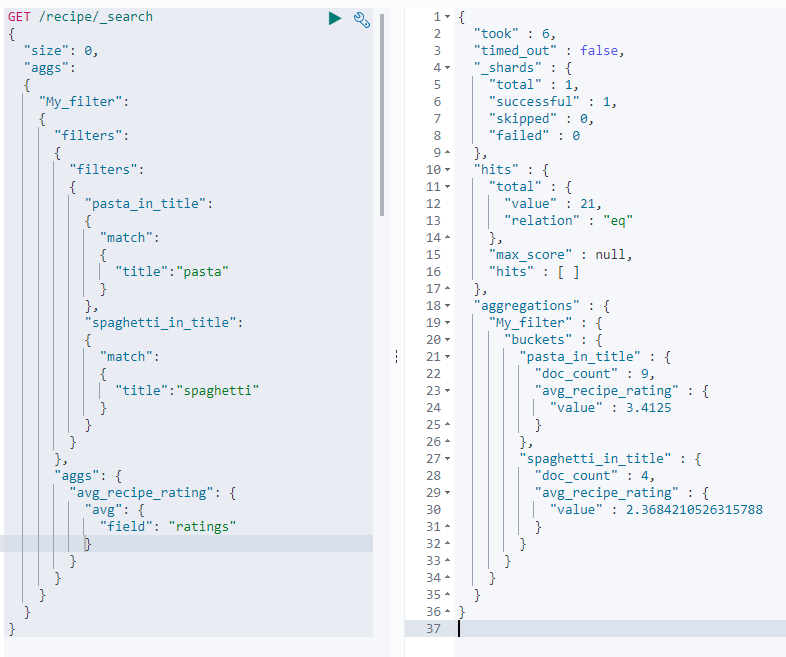 GET /recipe/_search
{
"size": 0,
"aggs":
{
"My_filter":
{
"filters":
{
"filters":
{
"pasta_in_title":
{
"match":
{
"title":"pasta"
}
},
"spaghetti_in_title":
{
"match":
{
"title":"spaghetti"
}
}
}
},
"aggs": {
"avg_recipe_rating": {
"avg": {
"field": "ratings"
}
}
}
}
}
}
1 {
2 "took" : 6,
3 "timed_out" : false,
4 "_shards" : {
5 "total" : 1,
6 "successful" : 1,
7 "skipped" : 0,
8 "failed" : 0
9 },
10 "hits" : {
11 "total" : {
12 "value" : 21,
13 "relation" : "eq"
14 },
15 "max_score" : null,
16 "hits" : [ ]
17 },
18 "aggregations" : {
19 "My_filter" : {
20 "buckets" : {
21 "pasta_in_title" : {
22 "doc_count" : 9,
23 "avg_recipe_rating" : {
24 "value" : 3.4125
25 }
26 },
27 "spaghetti_in_title" : {
28 "doc_count" : 4,
29 "avg_recipe_rating" : {
30 "value" : 2.3684210526315788
31 }
32 }
33 }
34 }
35 }
36 }
37